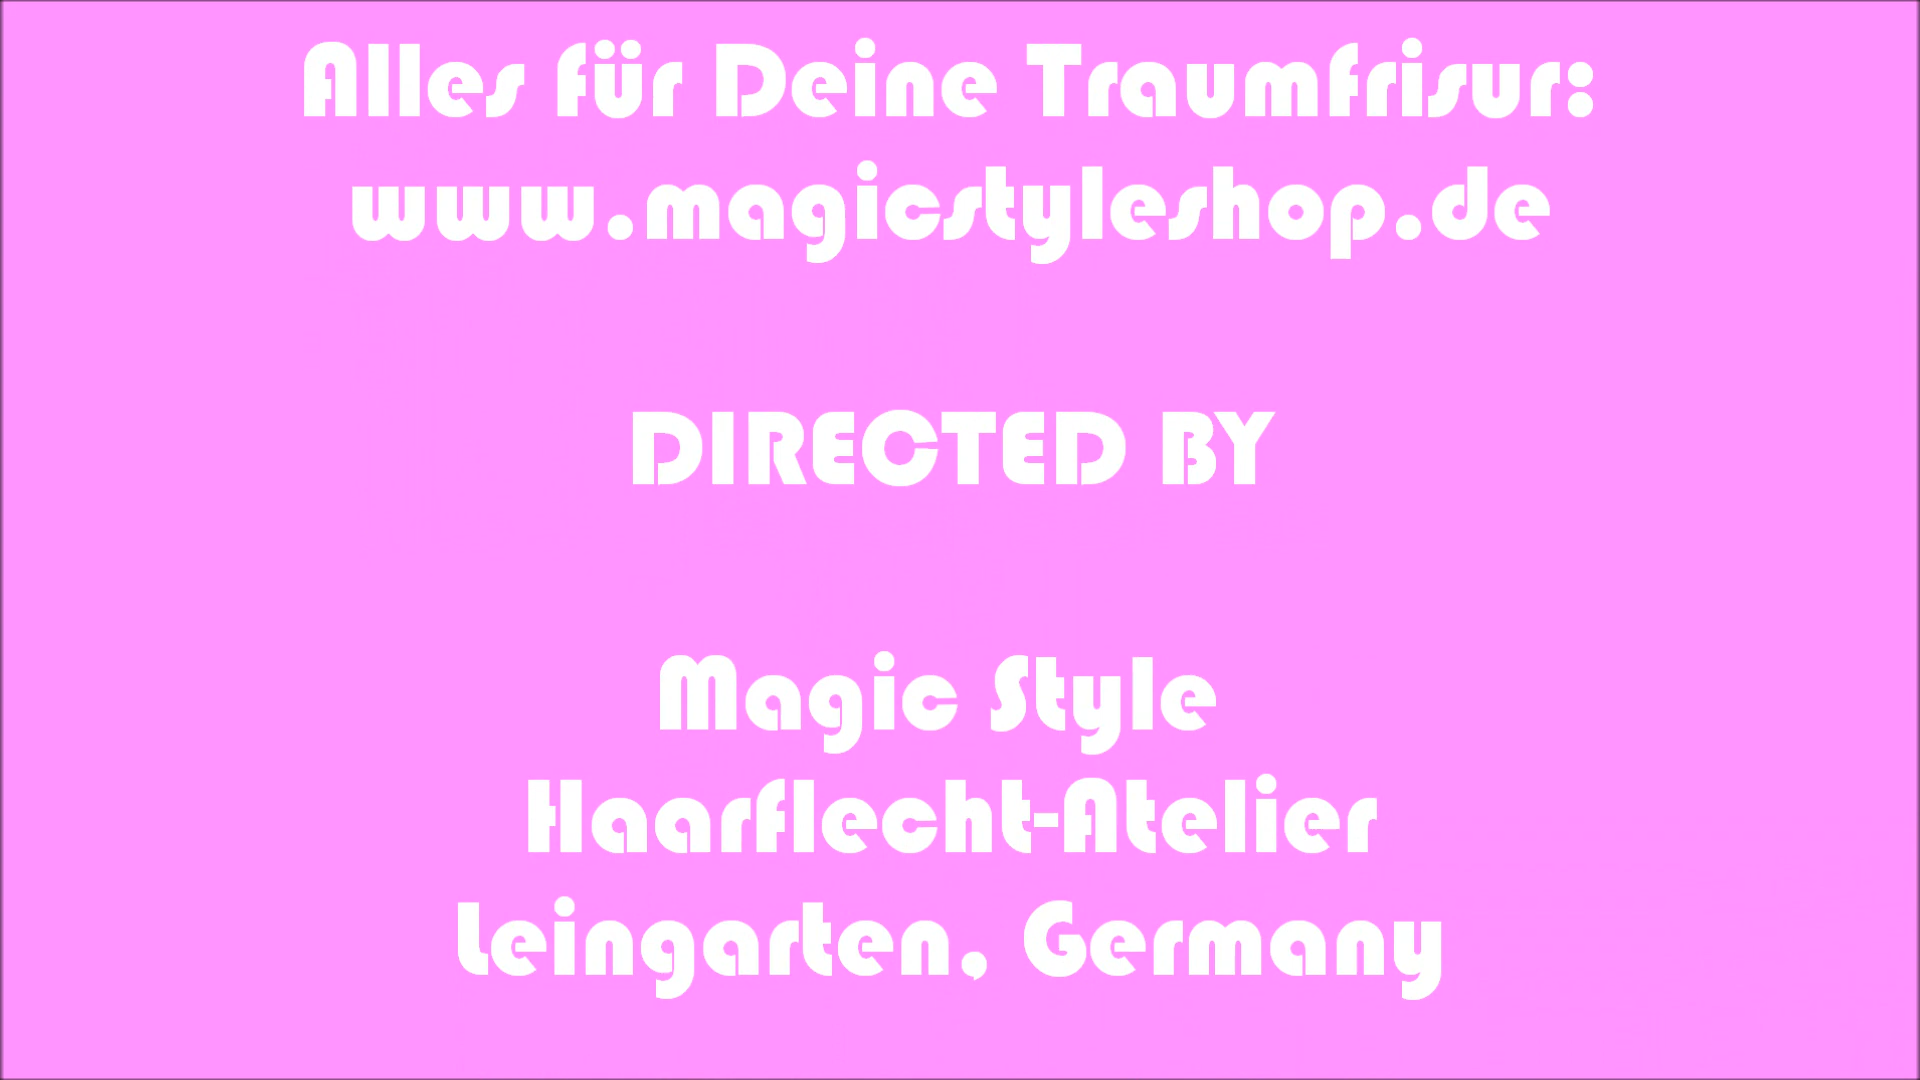 Alles für Deine Traumfrisur:
www.magicstyleshop.de
DIRECTED BY
Magic Style
Haarflecht-Atelier
Leingarten, Germany